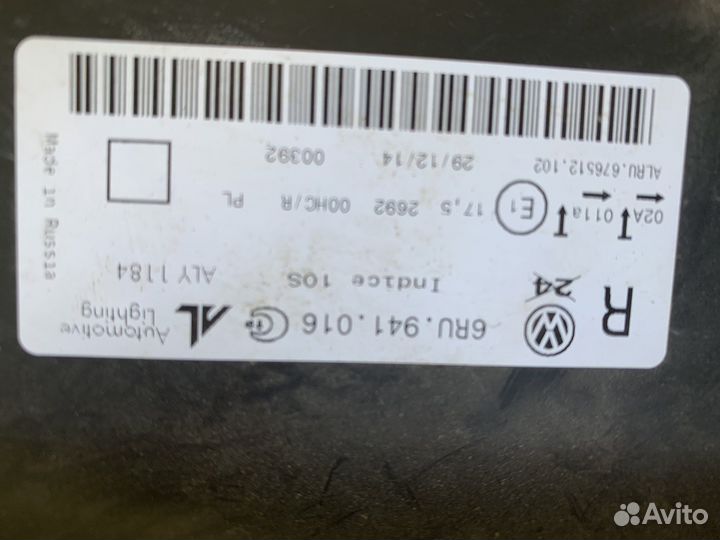 R
6RU.941.016
Automotive
Lighting
24
Indice 10S
ALY 1184
02A
011a
E1
17,5
2692
00HC/R
PL
ALRU.676512.102
29/12/14
00392
Made in Russia
Avito